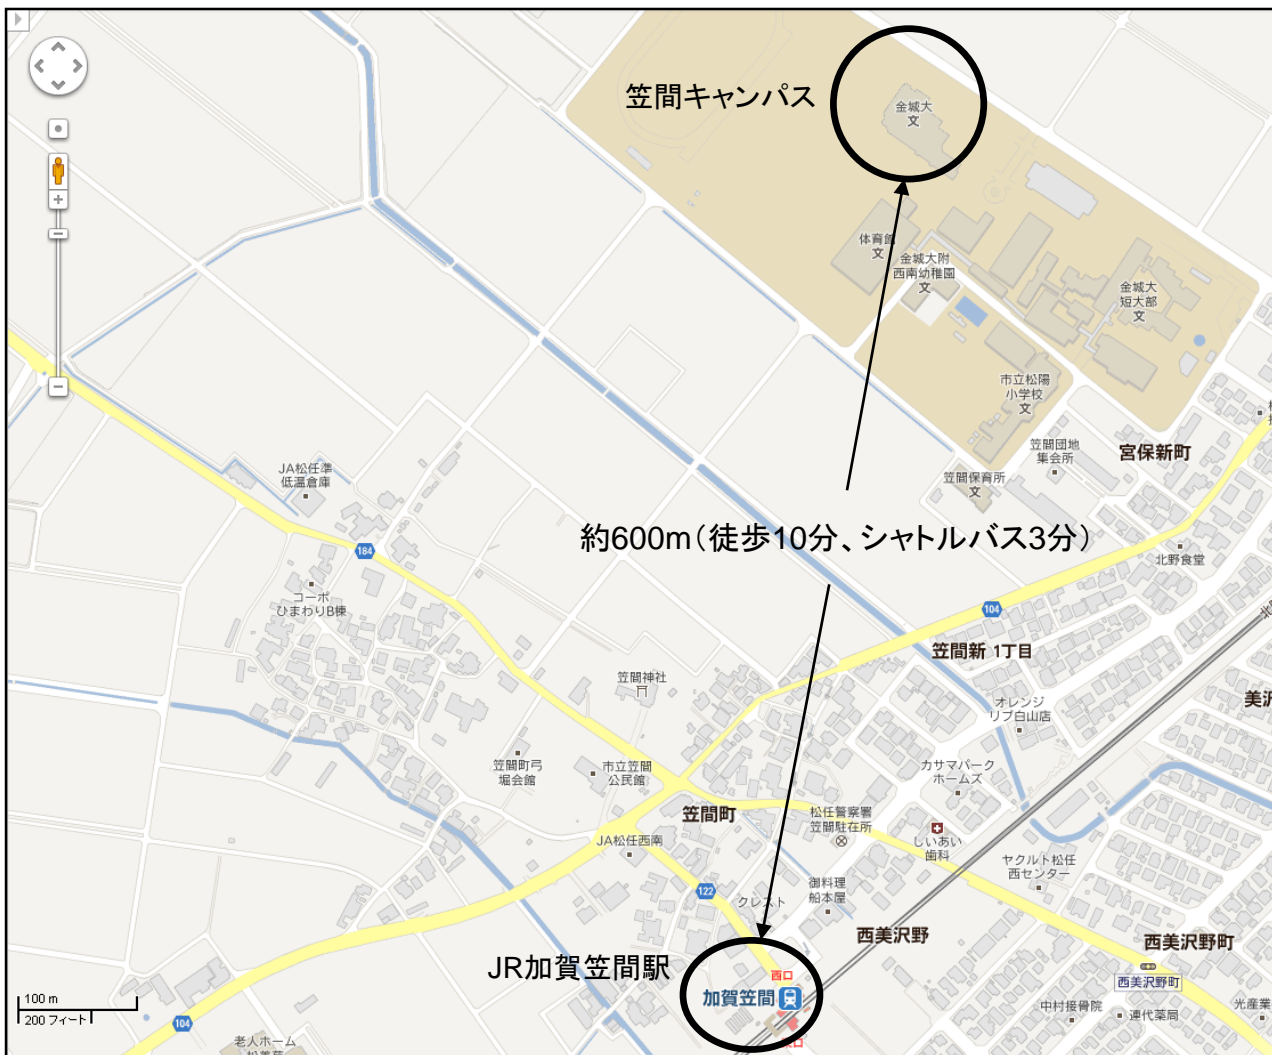 笠間キャンパス
金城大
文
体育館
文
金城大附
西南幼稚園
文
金城大
短大部
文
市立松陽
小学校
文
笠間団地
集会所
宮保新町
笠間保育所
文
JA松任準
低温倉庫
約600m（徒歩10分、シャトルバス3分）
184
北野食堂
コーポ
ひまわりB棟
104
笠間新 1丁目
笠間神社
オレンジ
リブ白山店
笠間町弓
堀会館
市立笠間
公民館
カサマパーク
ホームズ
笠間町
松任警察署
笠間駐在所
JA松任西南
しいあい
歯科
ヤクルト松任
西センター
122
クレスト
御料理
船本屋
西美沢野
西美沢野町
JR加賀笠間駅
西口
加賀笠間
西美沢野町
100 m
200 フィート
104
中村接骨院
連代薬局
光産業
老人ホーム